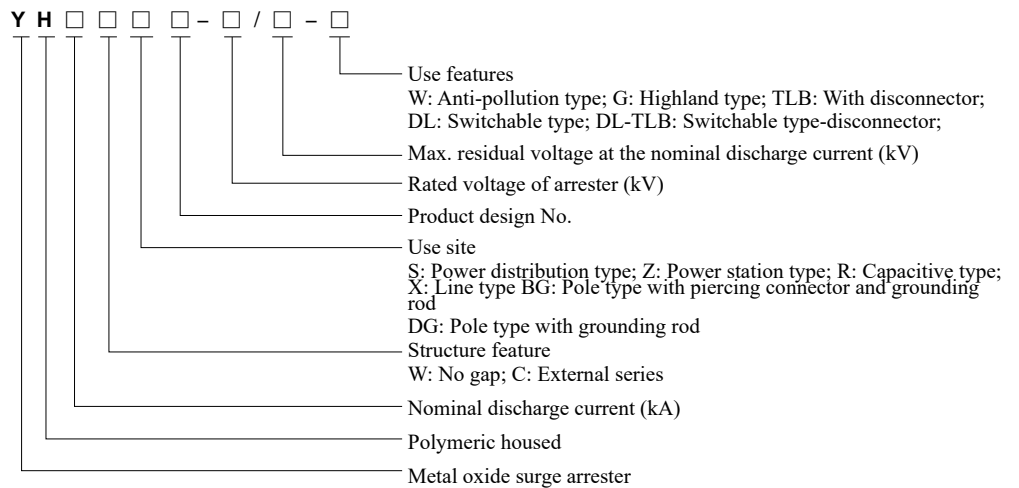 Y H □ □ □ □ – □ / □ – □
Use features
W: Anti-pollution type; G: Highland type; TLB: With disconnector;
DL: Switchable type; DL-TLB: Switchable type-disconnector;
Max. residual voltage at the nominal discharge current (kV)
Rated voltage of arrester (kV)
Product design No.
Use site
S: Power distribution type; Z: Power station type; R: Capacitive type;
X: Line type BG: Pole type with piercing connector and grounding
rod
DG: Pole type with grounding rod
Structure feature
W: No gap; C: External series
Nominal discharge current (kA)
Polymeric housed
Metal oxide surge arrester